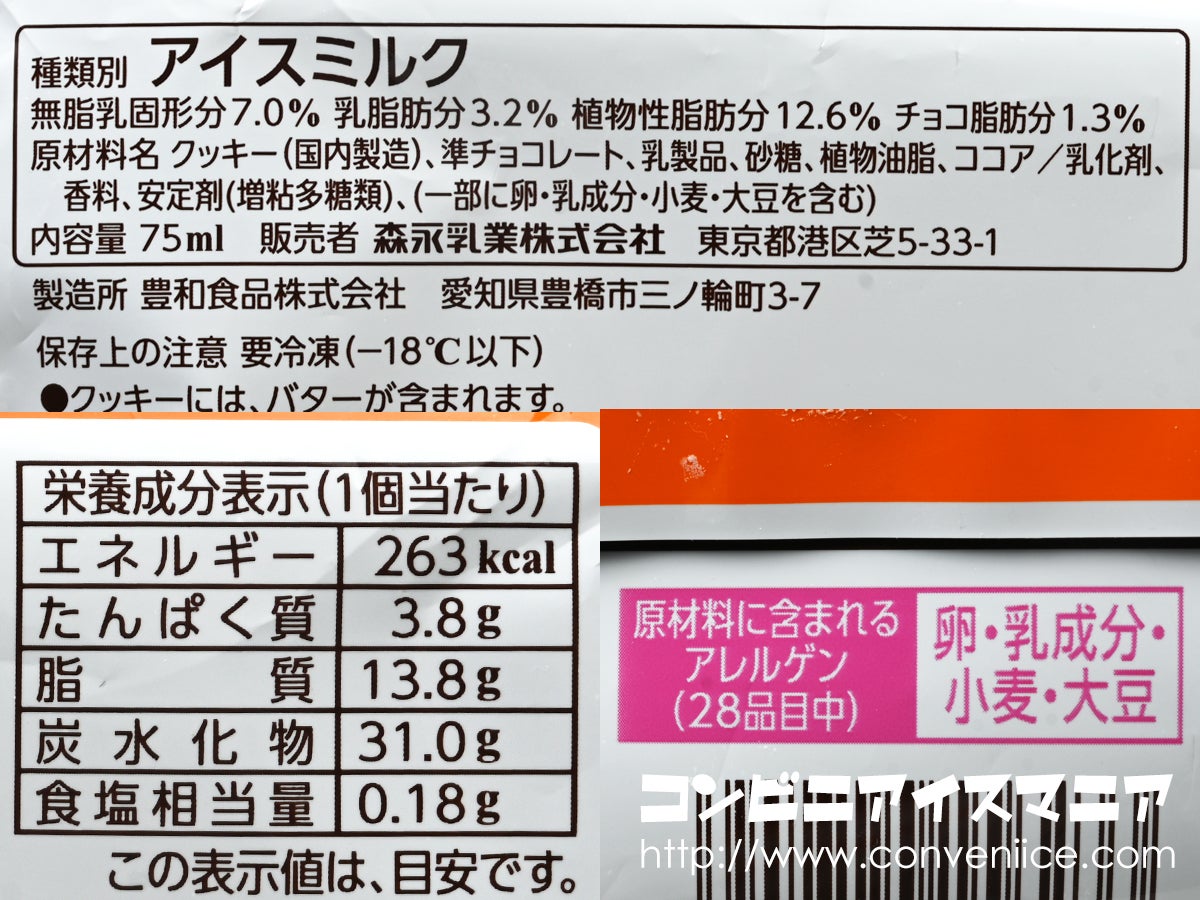 種類別 アイスミルク
無脂乳固形分7.0% 乳脂肪分3.2% 植物性脂肪分12.6% チョコ脂肪分1.3%
原材料名 クッキー(国内製造)、準チョコレート、乳製品、砂糖、植物油脂、ココア/乳化剤、
香料、安定剤(増粘多糖類)、(一部に卵・乳成分・小麦・大豆を含む)
内容量 75ml 販売者 森永乳業株式会社 東京都港区芝5-33-1
製造所 豊和食品株式会社 愛知県豊橋市三ノ輪町3-7
保存上の注意 要冷凍(-18℃以下)
●クッキーには、バターが含まれます。
栄養成分表示(1個当たり)
エネルギー 263kcal
たんぱく質 3.8g
脂質 13.8g
炭水化物 31.0g
食塩相当量 0.18g
この表示値は、目安です。
原材料に含まれる
アレルゲン
(28品目中)
卵・乳成分・
小麦・大豆
コンビニアイスマニア
http://www.conveniice.com